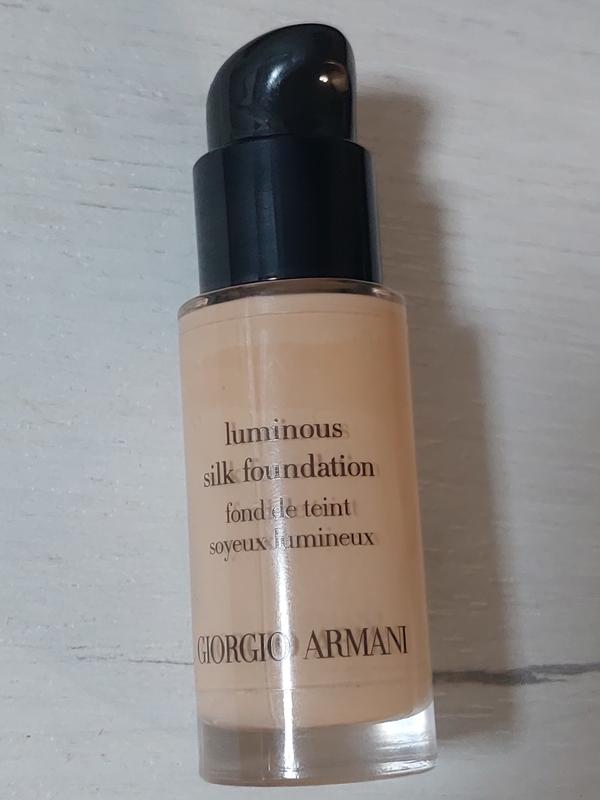 luminous
silk foundation
fond de teint
soyeux lumineux
GIORGIO ARMANI